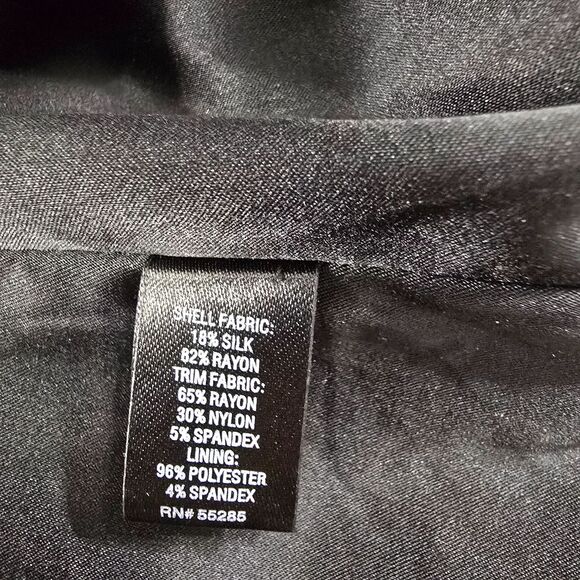 SHELL FABRIC:
18% SILK
82% RAYON
TRIM FABRIC:
65% RAYON
30% NYLON
5% SPANDEX
LINING:
96% POLYESTER
4% SPANDEX
RN# 55285